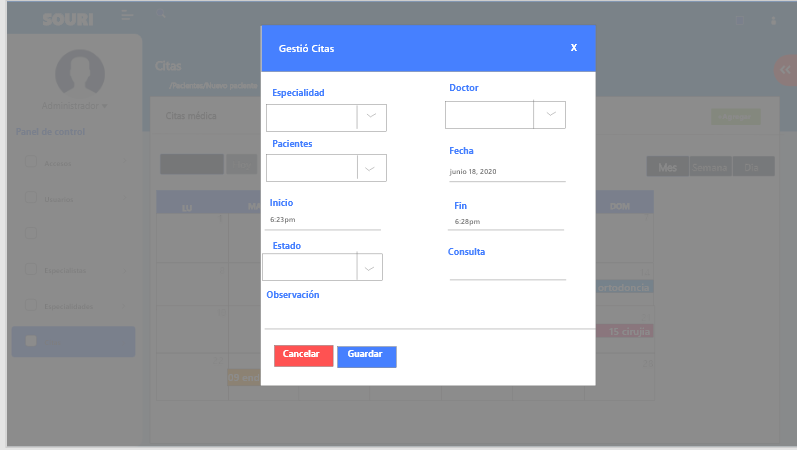 SOURI
Citas
Administrador
Panel de control
Citas médica
Gestió Citas
X
Especialidad
Doctor
Pacientes
Fecha
junio 18, 2020
Inicio
6:23pm
Fin
6:28pm
Estado
Consulta
Observación
Cancelar
Guardar
Mes
Semana
Día
LU
MA
DOM
ortodoncia
15 cirujia